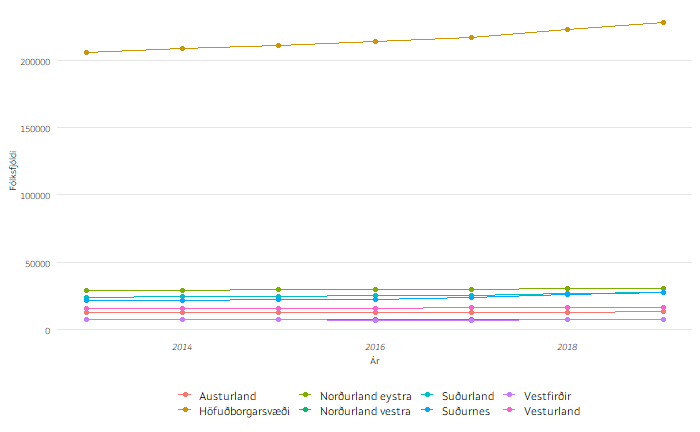 200000
150000
100000
50000
0
Fólksfjöldi
2014 2016 2018
Ár
Austurland Norðurland eystra Suðurland Vestfirðir
Höfuðborgarsvæði Norðurland vestra Suðurnes Vesturland